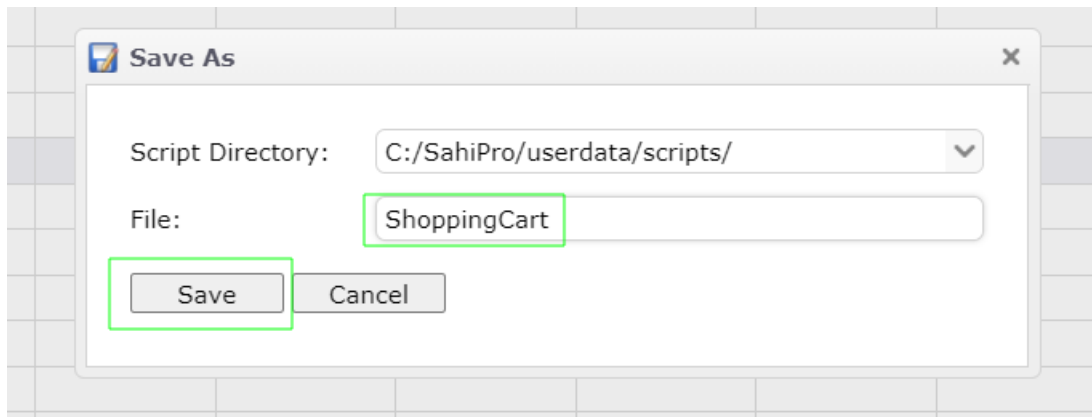 Save As
Script Directory: C:/SahiPro/userdata/scripts/
File: ShoppingCart
Save Cancel